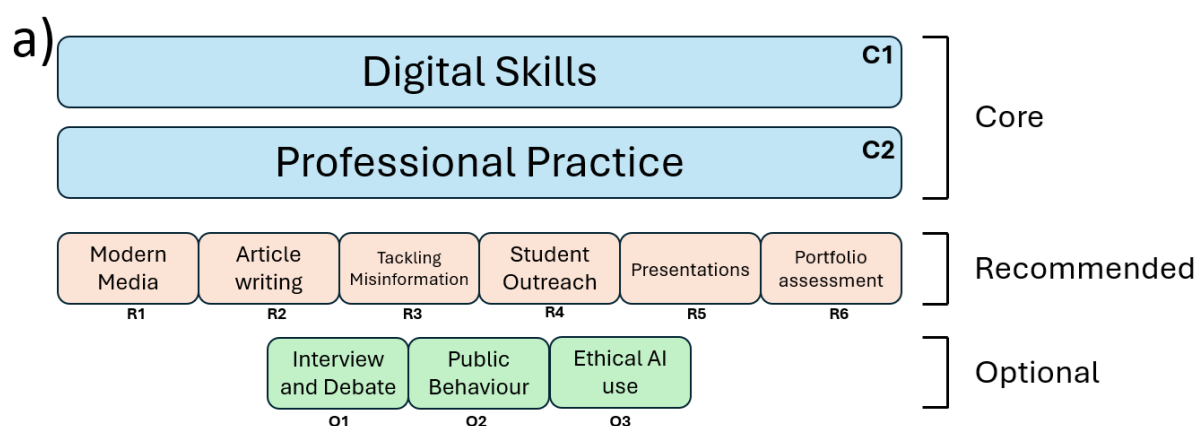 a)
Digital Skills
C1
Professional Practice
C2
Core
Modern
Media
Article
writing
Tackling
Misinformation
Student
Outreach
Presentations
Portfolio
assessment
Recommended
R1
R2
R3
R4
R5
R6
Interview
and Debate
Public
Behaviour
Ethical AI
use
Optional
O1
O2
O3